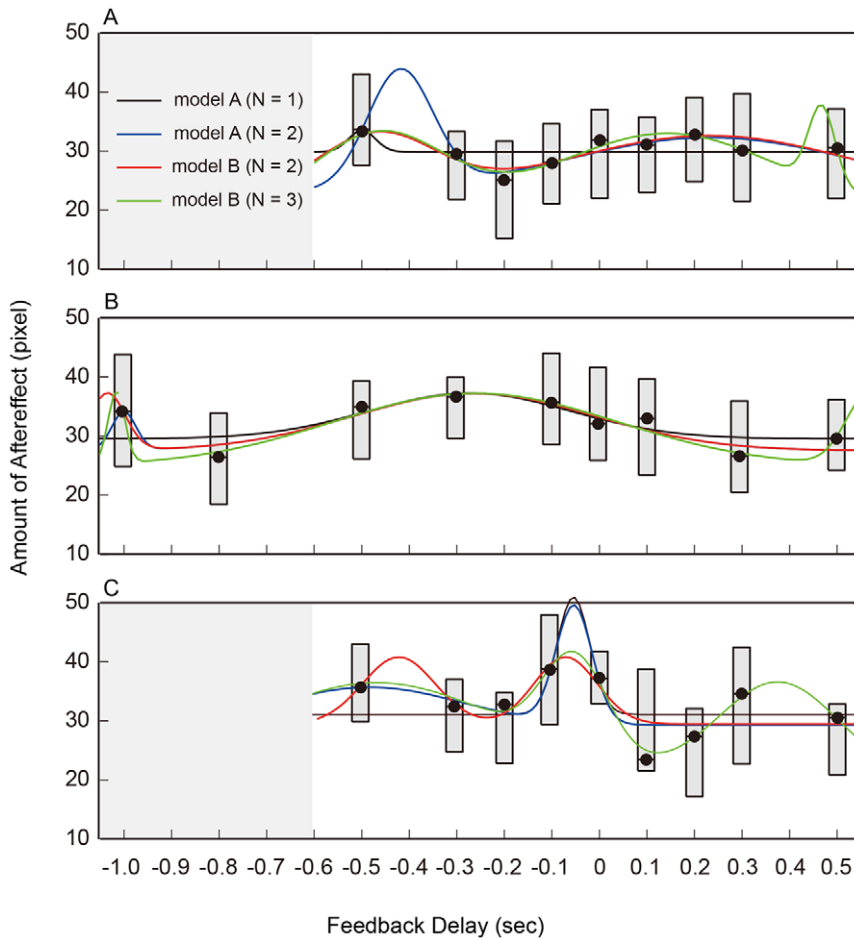 A
50
40
30
20
10
model A (N = 1)
model A (N = 2)
model B (N = 2)
model B (N = 3)
B
50
40
30
20
10
Amount of Aftereffect (pixel)
C
50
40
30
20
10
-1.0 -0.9 -0.8 -0.7 -0.6 -0.5 -0.4 -0.3 -0.2 -0.1 0 0.1 0.2 0.3 0.4 0.5
Feedback Delay (sec)